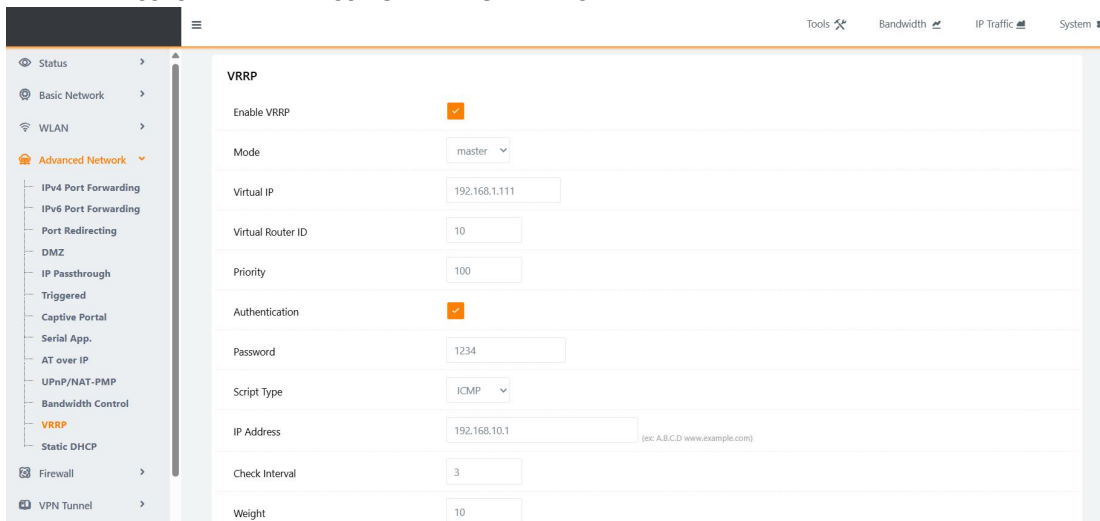 Tools
Bandwidth
IP Traffic
System
Status
Basic Network
WLAN
Advanced Network
IPv4 Port Forwarding
IPv6 Port Forwarding
Port Redirecting
DMZ
IP Passthrough
Triggered
Captive Portal
Serial App.
AT over IP
UPnP/NAT-PMP
Bandwidth Control
VRRP
Static DHCP
Firewall
VPN Tunnel
VRRP
Enable VRRP
Mode master
Virtual IP 192.168.1.111
Virtual Router ID 10
Priority 100
Authentication
Password 1234
Script Type ICMP
IP Address 192.168.10.1 (ex: A.B.C.D www.example.com)
Check Interval 3
Weight 10